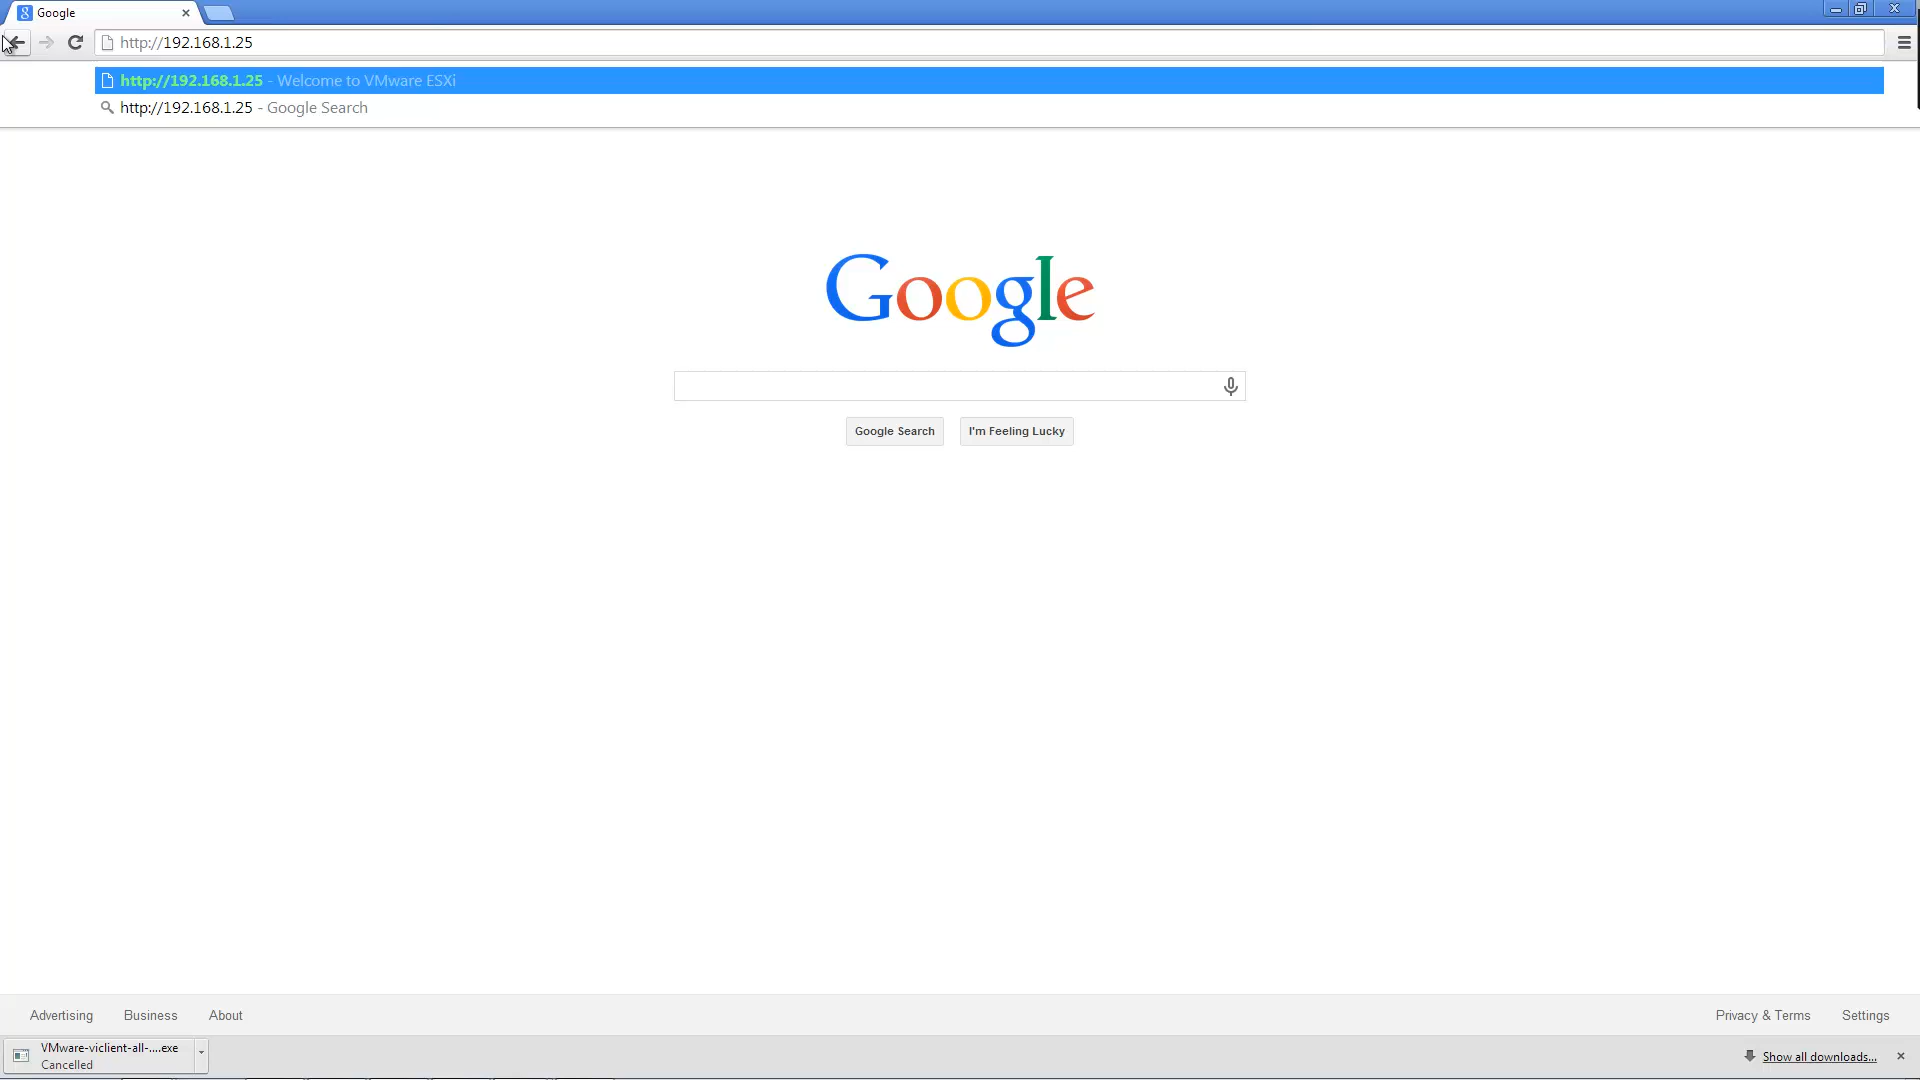 Google
http://192.168.1.25
http://192.168.1.25 - Welcome to VMware ESXi
http://192.168.1.25 - Google Search
Google
Google Search
I'm Feeling Lucky
Advertising Business About Privacy & Terms Settings
VMware-viclient-all-....exe
Cancelled
Show all downloads...